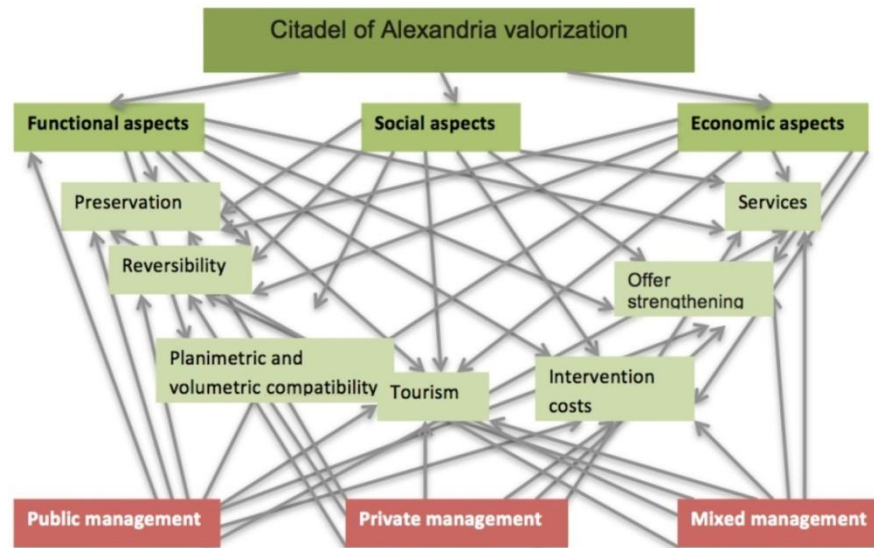 Citadel of Alexandria valorization
Functional aspects
Social aspects
Economic aspects
Preservation
Services
Reversibility
Offer
strengthening
Planimetric and
volumetric compatibility
Tourism
Intervention
costs
Public management
Private management
Mixed management